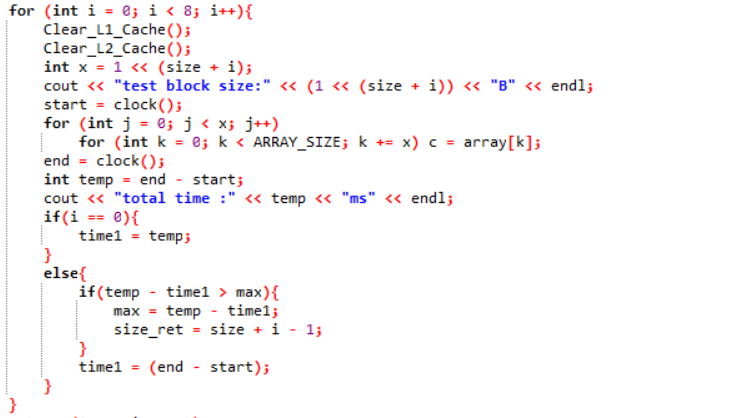 for (int i = 0; i < 8; i++){
    Clear_L1_Cache();
    Clear_L2_Cache();
    int x = 1 << (size + i);
    cout << "test block size:" << (1 << (size + i)) << "B" << endl;
    start = clock();
    for (int j = 0; j < x; j++)
        for (int k = 0; k < ARRAY_SIZE; k += x) c = array[k];
    end = clock();
    int temp = end - start;
    cout << "total time :" << temp << "ms" << endl;
    if(i == 0){
        time1 = temp;
    }
    else{
        if(temp - time1 > max){
            max = temp - time1;
            size_ret = size + i - 1;
        }
        time1 = (end - start);
    }
}